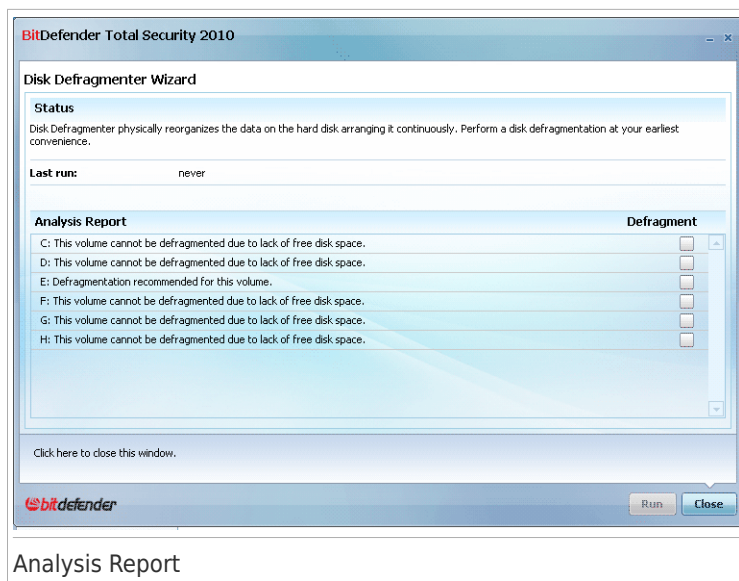 BitDefender Total Security 2010
Disk Defragmenter Wizard
Status
Disk Defragmenter physically reorganizes the data on the hard disk arranging it continuously. Perform a disk defragmentation at your earliest
convenience.
Last run: never
Analysis Report Defragment
C: This volume cannot be defragmented due to lack of free disk space.
D: This volume cannot be defragmented due to lack of free disk space.
E: Defragmentation recommended for this volume.
F: This volume cannot be defragmented due to lack of free disk space.
G: This volume cannot be defragmented due to lack of free disk space.
H: This volume cannot be defragmented due to lack of free disk space.
Click here to close this window.
bitdefender Run Close
Analysis Report